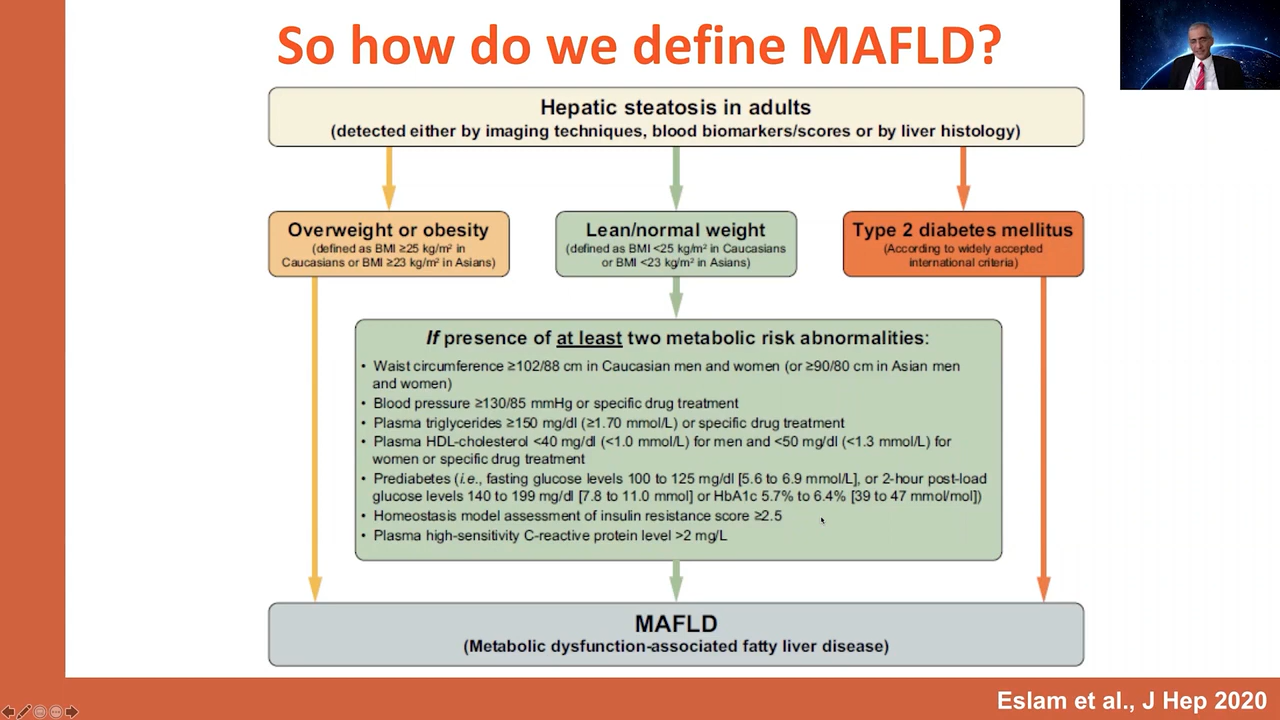 So how do we define MAFLD?
Hepatic steatosis in adults
(detected either by imaging techniques, blood biomarkers/scores or by liver histology)
Overweight or obesity
(defined as BMI ≥25 kg/m² in
Caucasians or BMI ≥23 kg/m² in Asians)
Lean/normal weight
(defined as BMI <25 kg/m² in Caucasians
or BMI <23 kg/m² in Asians)
Type 2 diabetes mellitus
(According to widely accepted
international criteria)
If presence of at least two metabolic risk abnormalities:
• Waist circumference ≥102/88 cm in Caucasian men and women (or ≥90/80 cm in Asian men
and women)
• Blood pressure ≥130/85 mmHg or specific drug treatment
• Plasma triglycerides ≥150 mg/dl (≥1.70 mmol/L) or specific drug treatment
• Plasma HDL-cholesterol <40 mg/dl (<1.0 mmol/L) for men and <50 mg/dl (<1.3 mmol/L) for
women or specific drug treatment
• Prediabetes (i.e., fasting glucose levels 100 to 125 mg/dl [5.6 to 6.9 mmol/L], or 2-hour post-load
glucose levels 140 to 199 mg/dl [7.8 to 11.0 mmol] or HbA1c 5.7% to 6.4% [39 to 47 mmol/mol])
• Homeostasis model assessment of insulin resistance score ≥2.5
• Plasma high-sensitivity C-reactive protein level >2 mg/L
MAFLD
(Metabolic dysfunction-associated fatty liver disease)
Eslam et al., J Hep 2020